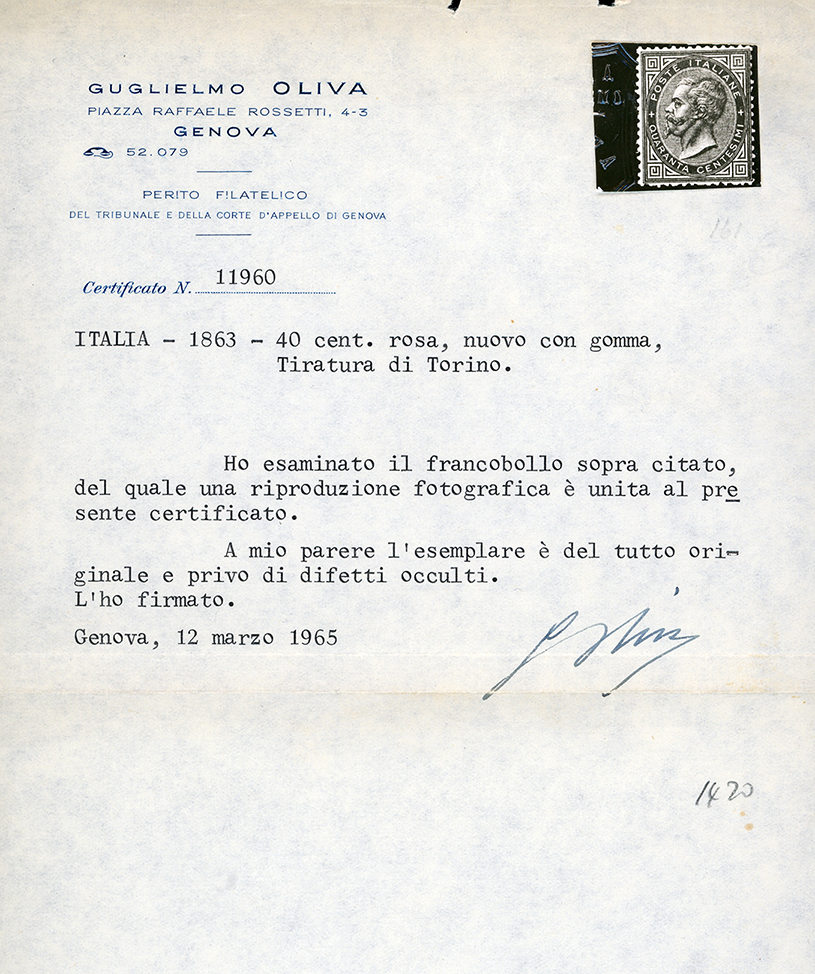 GUGLIELMO OLIVA
PIAZZA RAFFAELE ROSSETTI, 4-3
GENOVA
52.079
PERITO FILATELICO
DEL TRIBUNALE E DELLA CORTE D'APPELLO DI GENOVA
Certificato N. 11960
POSTE ITALIANE
QUARANTA CENTESIMI
161
ITALIA - 1863 - 40 cent. rosa, nuovo con gomma,
Tiratura di Torino.
Ho esaminato il francobollo sopra citato,
del quale una riproduzione fotografica è unita al pre
sente certificato.
A mio parere l'esemplare è del tutto ori-
ginale e privo di difetti occulti.
L'ho firmato.
Genova, 12 marzo 1965
1420